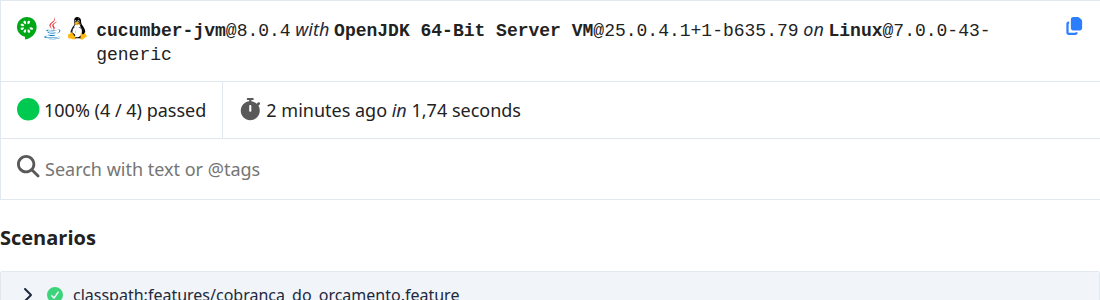 cucumber-jvm@8.0.4 with OpenJDK 64-Bit Server VM@25.0.4.1+1-b635.79 on Linux@7.0.0-43-
generic
100% (4 / 4) passed
2 minutes ago in 1,74 seconds
Search with text or @tags
Scenarios
classpath:features/cobranca_do_orcamento.feature